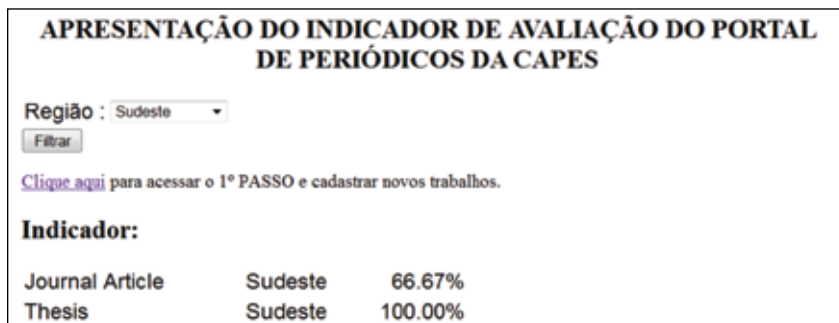 APRESENTAÇÃO DO INDICADOR DE AVALIAÇÃO DO PORTAL
DE PERIÓDICOS DA CAPES
Região : Sudeste
Filtrar
Clique aqui para acessar o 1º PASSO e cadastrar novos trabalhos.
Indicador:
Journal Article Sudeste 66.67%
Thesis Sudeste 100.00%